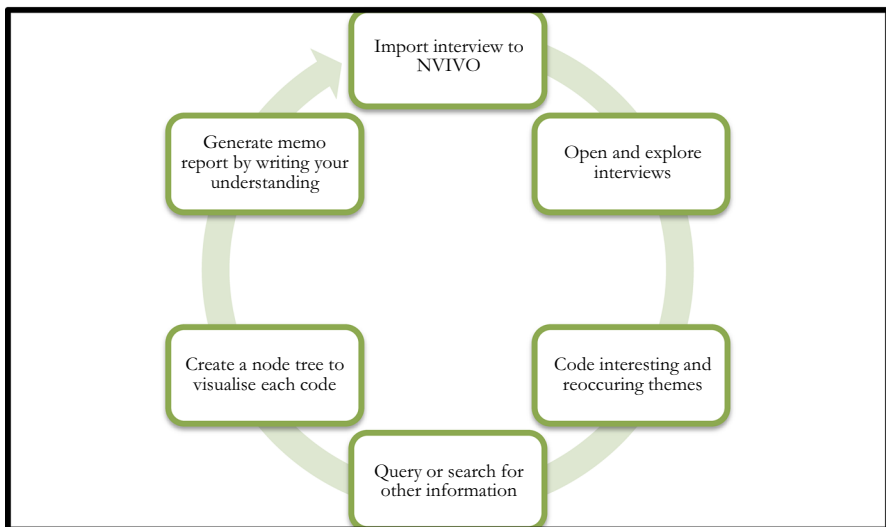 Import interview to
NVIVO
Open and explore
interviews
Code interesting and
reoccuring themes
Query or search for
other information
Create a node tree to
visualise each code
Generate memo
report by writing your
understanding